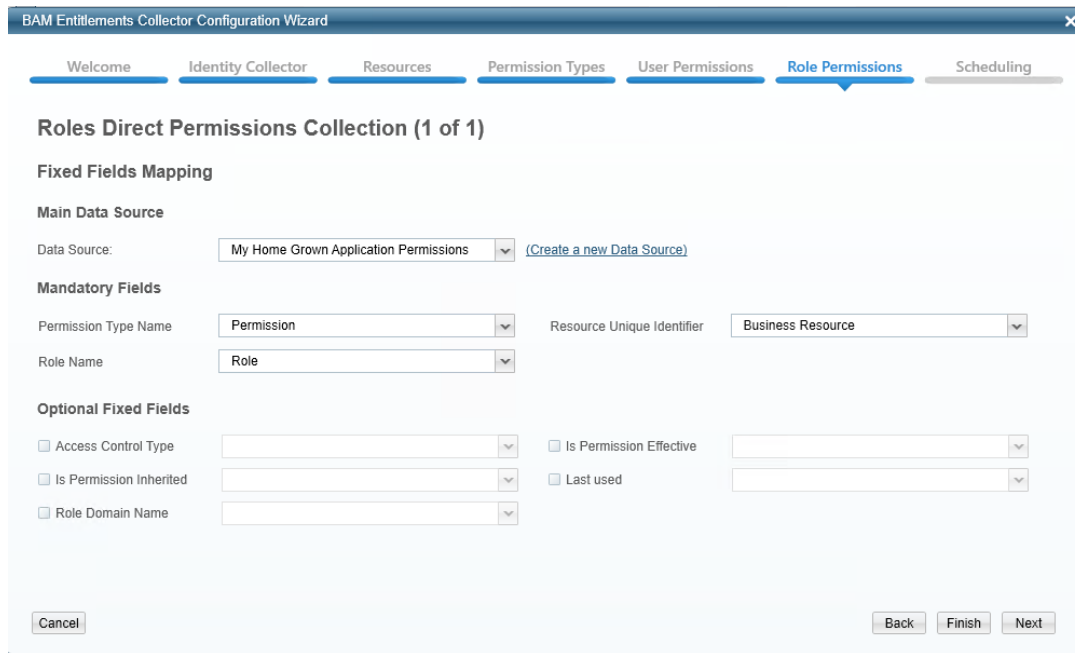 BAM Entitlements Collector Configuration Wizard
Welcome Identity Collector Resources Permission Types User Permissions Role Permissions Scheduling
Roles Direct Permissions Collection (1 of 1)
Fixed Fields Mapping
Main Data Source
Data Source: My Home Grown Application Permissions (Create a new Data Source)
Mandatory Fields
Permission Type Name Permission Resource Unique Identifier Business Resource
Role Name Role
Optional Fixed Fields
Access Control Type Is Permission Effective
Is Permission Inherited Last used
Role Domain Name
Cancel Back Finish Next